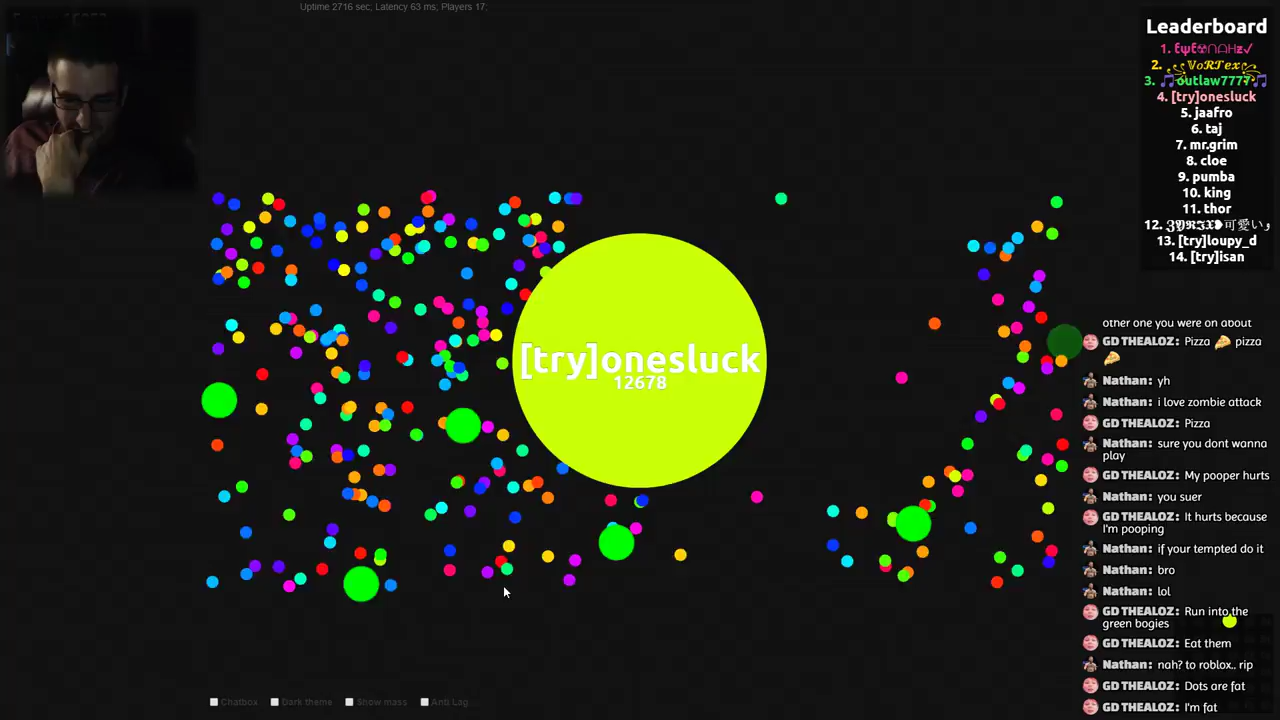 Uptime 2716 sec; Latency 63 ms, Players 17;
Leaderboard
2.
3. 🎵outlaw7777🎵
4. [try]onesluck
5. jaafro
6. taj
7. mr.grim
8. cloe
9. pumba
10. king
11. thor
12.
13. [try]loupy_d
14. [try]isan
[try]onesluck
12678
other one you were on about
GD THEALOZ: Pizza 🍕 pizza
🍕
Nathan: yh
Nathan: i love zombie attack
GD THEALOZ: Pizza
Nathan: sure you dont wanna
play
GD THEALOZ: My pooper hurts
Nathan: you suer
GD THEALOZ: It hurts because
I'm pooping
Nathan: if your tempted do it
Nathan: bro
Nathan: lol
GD THEALOZ: Run into the
green bogies
GD THEALOZ: Eat them
Nathan: nah? to roblox.. rip
GD THEALOZ: Dots are fat
GD THEALOZ: I'm fat
Chatbox
Dark theme
Show mass
Anti Lag